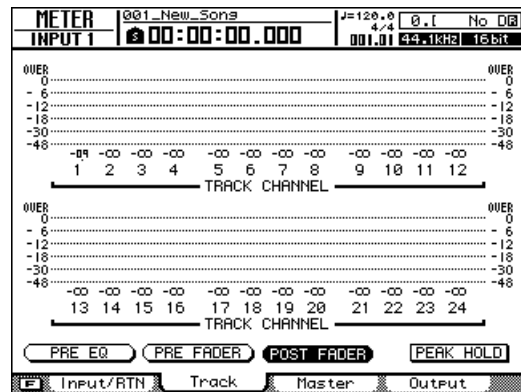 METER 001_New_Song J=120.0 0.[ No D
INPUT 1 S 00:00:00.000 4/4 001.01 44.1kHz 16bit
OVER OVER
0 0
- 6 - 6
-12 -12
-18 -18
-30 -30
-48 -48
-∞ -∞ -∞ -∞ -∞ -∞ -∞ -∞ -∞ -∞ -∞
1 2 3 4 5 6 7 8 9 10 11 12
TRACK CHANNEL
OVER OVER
0 0
- 6 - 6
-12 -12
-18 -18
-30 -30
-48 -48
-∞ -∞ -∞ -∞ -∞ -∞ -∞ -∞ -∞ -∞ -∞ -∞
13 14 15 16 17 18 19 20 21 22 23 24
TRACK CHANNEL
PRE EQ PRE FADER POST FADER PEAK HOLD
F Input/RTN Track Master Output